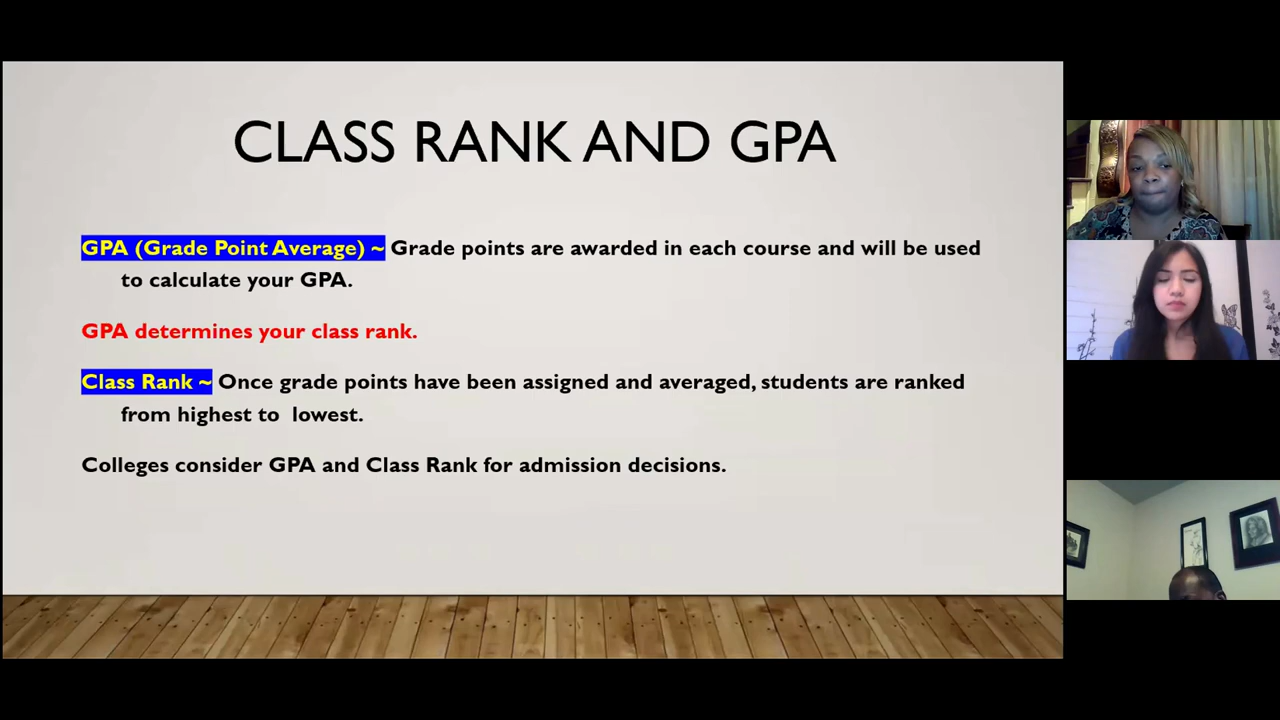 CLASS RANK AND GPA
GPA (Grade Point Average) ~ Grade points are awarded in each course and will be used
to calculate your GPA.
GPA determines your class rank.
Class Rank ~ Once grade points have been assigned and averaged, students are ranked
from highest to lowest.
Colleges consider GPA and Class Rank for admission decisions.